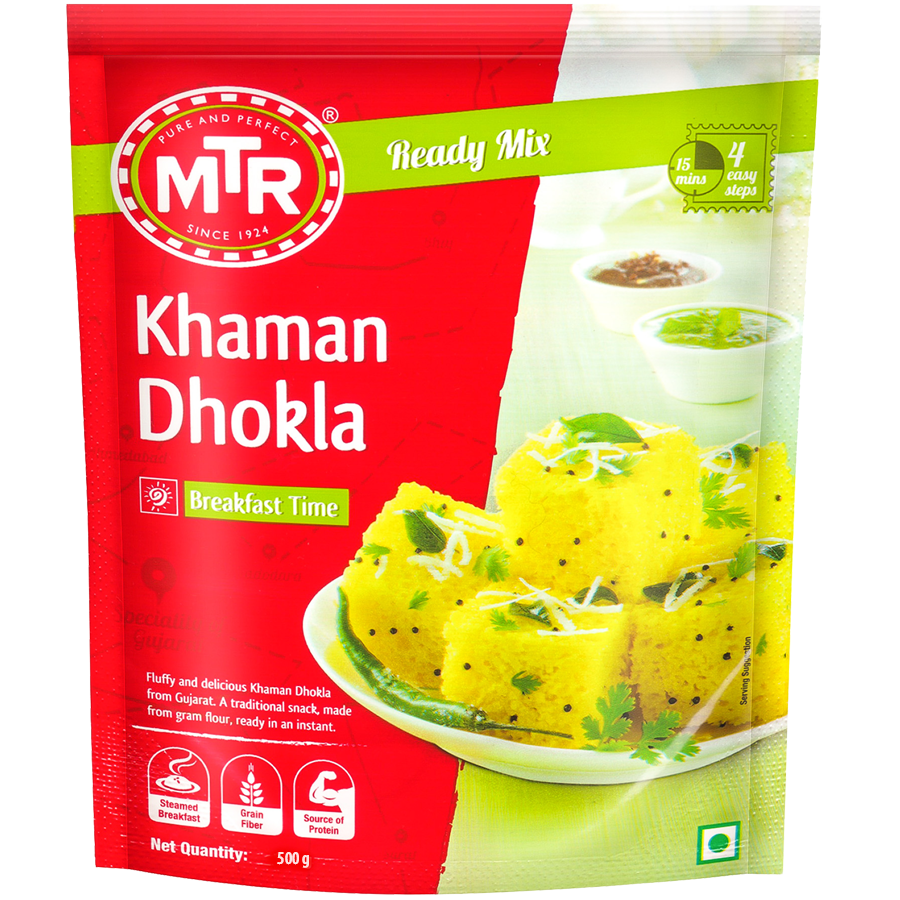 PURE AND PERFECT
MTR
SINCE 1924
®
Ready Mix
15
mins
4
easy
steps
Khaman
Dhokla
Breakfast Time
Fluffy and delicious Khaman Dhokla
from Gujarat. A traditional snack, made
from gram flour, ready in an instant.
Steamed
Breakfast
Grain
Fiber
Source of
Protein
Net Quantity: 500 g
Serving Suggestion